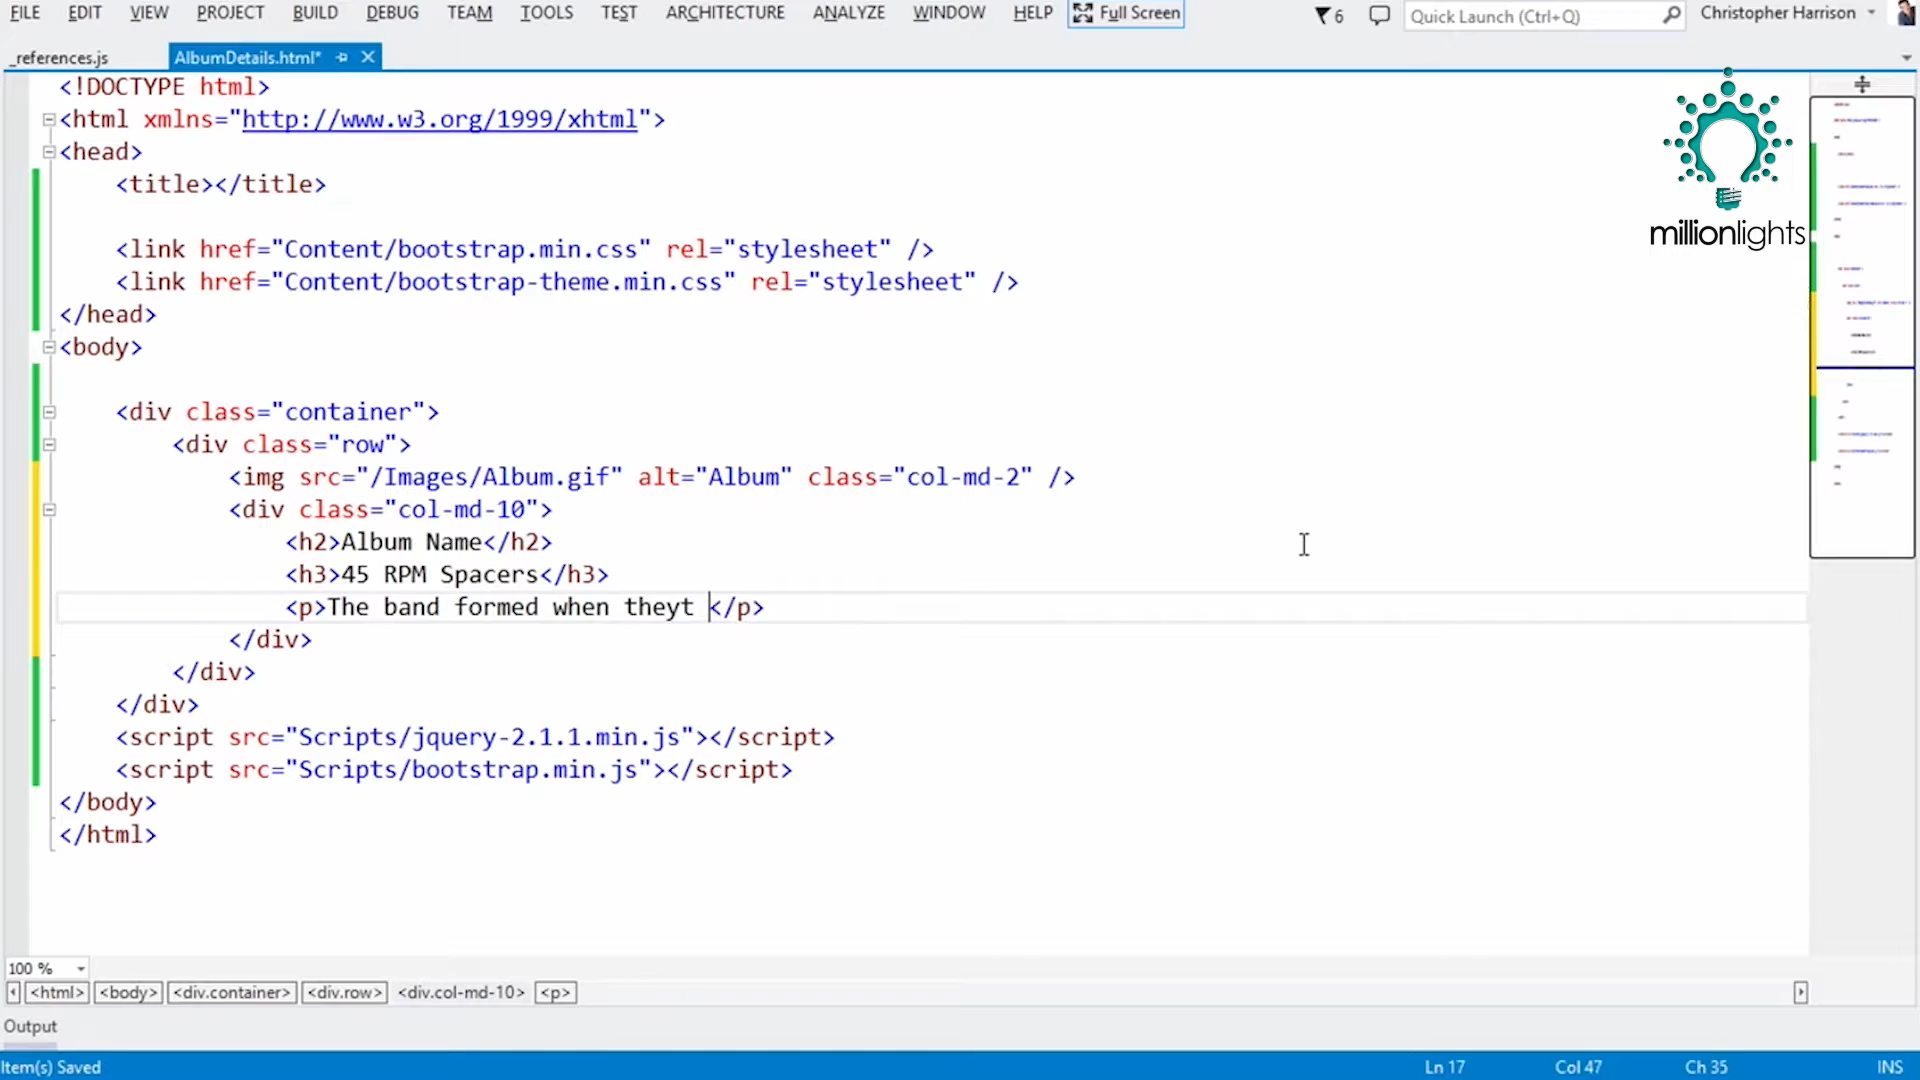 FILE EDIT VIEW PROJECT BUILD DEBUG TEAM TOOLS TEST ARCHITECTURE ANALYZE WINDOW HELP Full Screen 6 Quick Launch (Ctrl+Q) Christopher Harrison
_references.js AlbumDetails.html*
<!DOCTYPE html>
<html xmlns="http://www.w3.org/1999/xhtml">
<head>
<title></title>
<link href="Content/bootstrap.min.css" rel="stylesheet" />
<link href="Content/bootstrap-theme.min.css" rel="stylesheet" />
</head>
<body>
<div class="container">
<div class="row">
<img src="/Images/Album.gif" alt="Album" class="col-md-2" />
<div class="col-md-10">
<h2>Album Name</h2>
<h3>45 RPM Spacers</h3>
<p>The band formed when theyt </p>
</div>
</div>
</div>
<script src="Scripts/jquery-2.1.1.min.js"></script>
<script src="Scripts/bootstrap.min.js"></script>
</body>
</html>
millionlights
100 %
<html> <body> <div.container> <div.row> <div.col-md-10> <p>
Output
Item(s) Saved Ln 17 Col 47 Ch 35 INS